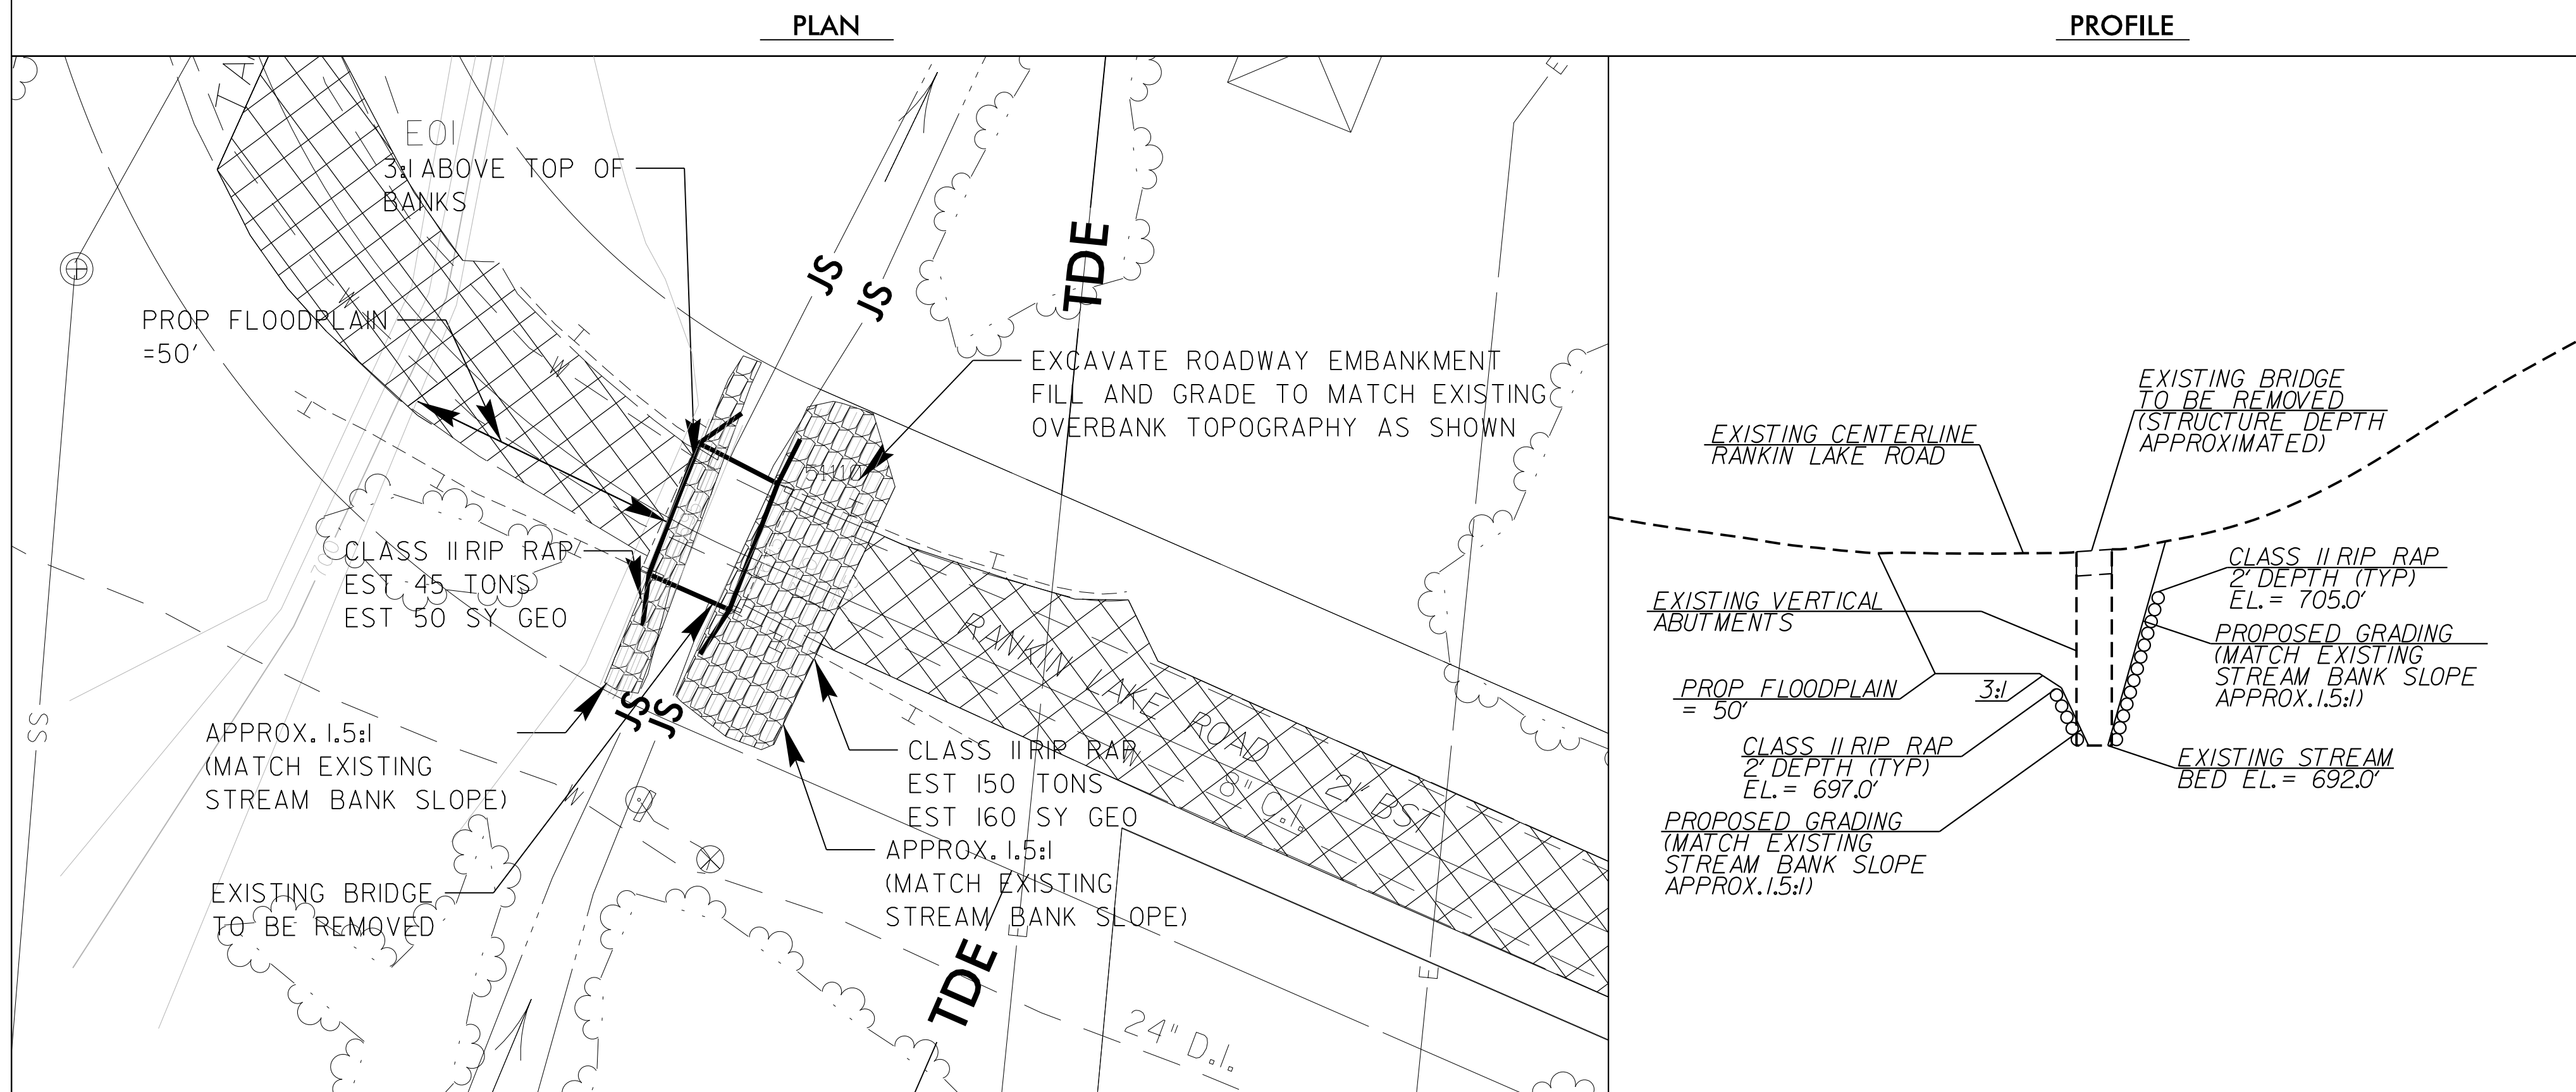 PLAN
PROFILE
EOI
3:1 ABOVE TOP OF
BANKS
JS
JS
TDE
PROP FLOODPLAIN
=50'
EXCAVATE ROADWAY EMBANKMENT
FILL AND GRADE TO MATCH EXISTING
OVERBANK TOPOGRAPHY AS SHOWN
CLASS II RIP RAP
EST 45 TONS
EST 50 SY GEO
RANKIN LAKE ROAD 21' BST
8" C.I.
SS
W
W
W
E
E
E
JS
JS
APPROX. 1.5:1
(MATCH EXISTING
STREAM BANK SLOPE)
CLASS II RIP RAP
EST 150 TONS
EST 160 SY GEO
APPROX. 1.5:1
(MATCH EXISTING
STREAM BANK SLOPE)
EXISTING BRIDGE
TO BE REMOVED
TDE
24" D.I.
EXISTING BRIDGE
TO BE REMOVED
(STRUCTURE DEPTH
APPROXIMATED)
EXISTING CENTERLINE
RANKIN LAKE ROAD
CLASS II RIP RAP
2' DEPTH (TYP)
EL.= 705.0'
EXISTING VERTICAL
ABUTMENTS
PROPOSED GRADING
(MATCH EXISTING
STREAM BANK SLOPE
APPROX.1.5:1)
PROP FLOODPLAIN
= 50'
3:1
CLASS II RIP RAP
2' DEPTH (TYP)
EL.= 697.0'
EXISTING STREAM
BED EL.= 692.0'
PROPOSED GRADING
(MATCH EXISTING
STREAM BANK SLOPE
APPROX.1.5:1)